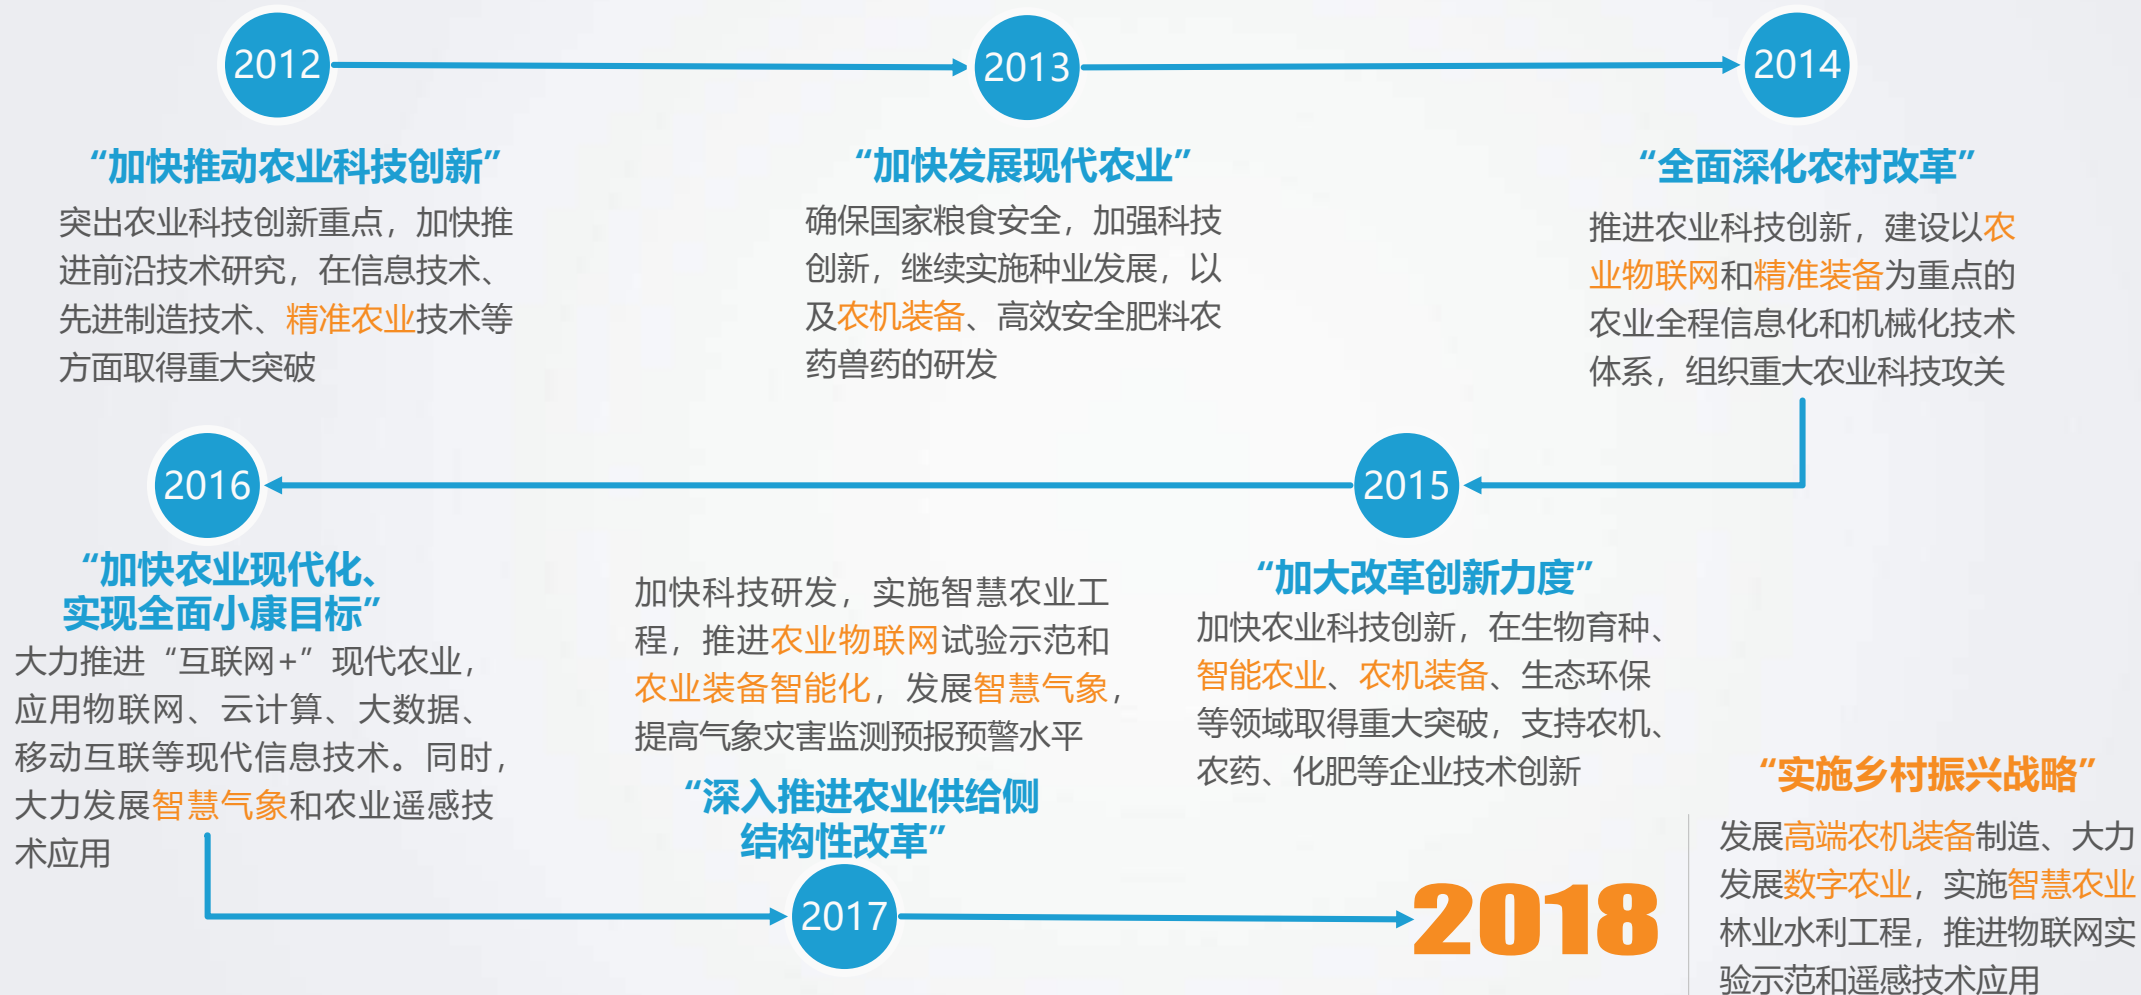 2012
“加快推动农业科技创新”
突出农业科技创新重点，加快推
进前沿技术研究，在信息技术、
先进制造技术、精准农业技术等
方面取得重大突破
2013
“加快发展现代农业”
确保国家粮食安全，加强科技
创新，继续实施种业发展，以
及农机装备、高效安全肥料农
药兽药的研发
2014
“全面深化农村改革”
推进农业科技创新，建设以农
业物联网和精准装备为重点的
农业全程信息化和机械化技术
体系，组织重大农业科技攻关
2015
“加大改革创新力度”
加快农业科技创新，在生物育种、
智能农业、农机装备、生态环保
等领域取得重大突破，支持农机、
农药、化肥等企业技术创新
2016
“加快农业现代化、
实现全面小康目标”
大力推进“互联网+”现代农业，
应用物联网、云计算、大数据、
移动互联等现代信息技术。同时，
大力发展智慧气象和农业遥感技
术应用
加快科技研发，实施智慧农业工
程，推进农业物联网试验示范和
农业装备智能化，发展智慧气象，
提高气象灾害监测预报预警水平
“深入推进农业供给侧
结构性改革”
2017
2018
“实施乡村振兴战略”
发展高端农机装备制造、大力
发展数字农业，实施智慧农业
林业水利工程，推进物联网实
验示范和遥感技术应用